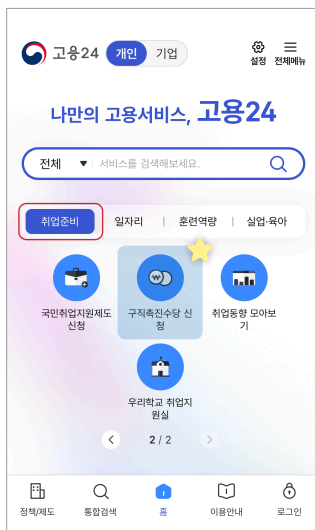 고용24 개인 기업 설정 전체메뉴
나만의 고용서비스, 고용24
전체 ▼ 서비스를 검색해보세요.
취업준비 일자리 훈련역량 실업·육아
국민취업지원제도 구직촉진수당 신 취업동향 모아보
신청 청 기
우리학교 취업지
원실
2 / 2
정책/제도 통합검색 홈 이용안내 로그인